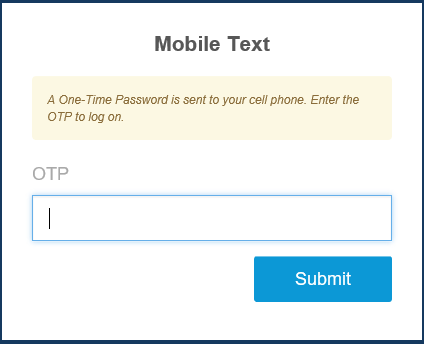 Mobile Text
A One-Time Password is sent to your cell phone. Enter the
OTP to log on.
OTP
Submit